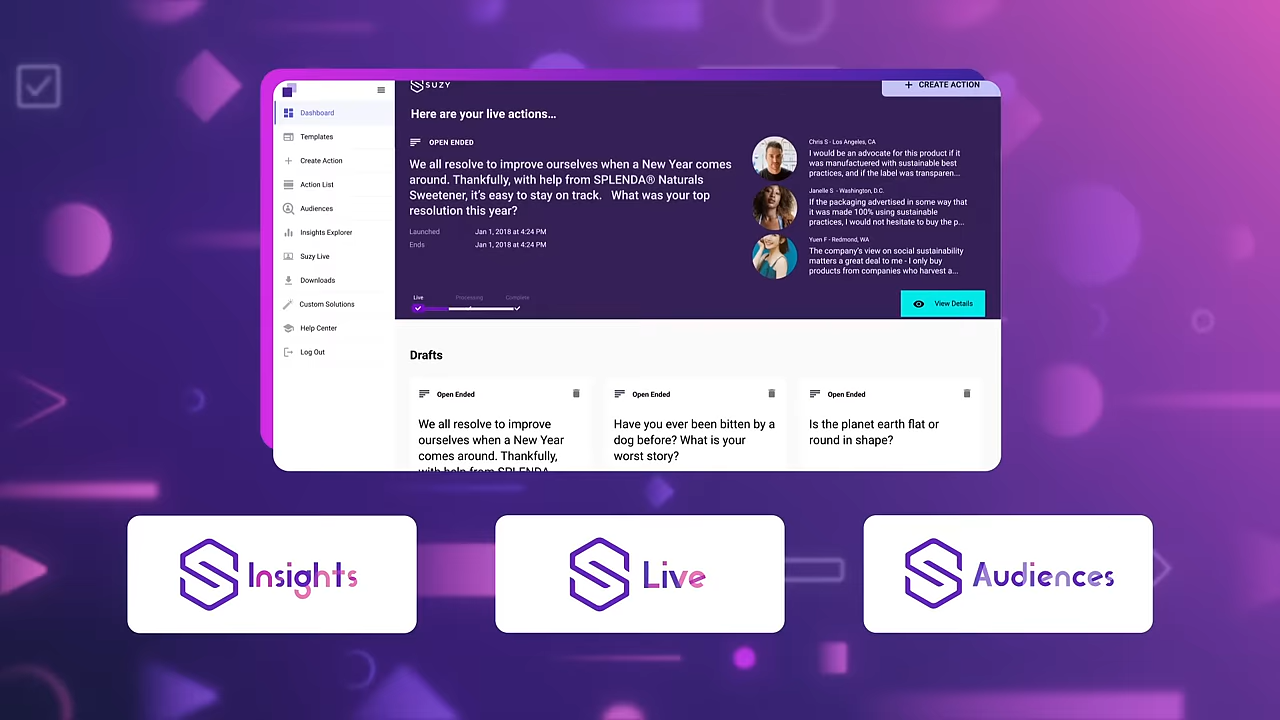 SUZY
+ CREATE ACTION
Dashboard
Templates
Create Action
Action List
Audiences
Insights Explorer
Suzy Live
Downloads
Custom Solutions
Help Center
Log Out
Here are your live actions...
OPEN ENDED
We all resolve to improve ourselves when a New Year comes
around. Thankfully, with help from SPLENDA® Naturals
Sweetener, it's easy to stay on track. What was your top
resolution this year?
Launched Jan 1, 2018 at 4:24 PM
Ends Jan 1, 2018 at 4:24 PM
Live Processing Complete
Chris S - Los Angeles, CA
I would be an advocate for this product if it
was manufactuered with sustainable best
practices, and if the label was transparen...
Janelle S - Washington, D.C.
If the packaging advertised in some way that
it was made 100% using sustainable
practices, I would not hesitate to buy the p...
Yuen F - Redmond, WA
The company's view on social sustainability
matters a great deal to me - I only buy
products from companies who harvest a...
View Details
Drafts
Open Ended
We all resolve to improve
ourselves when a New Year
comes around. Thankfully,
with help from SPLENDA
Open Ended
Have you ever been bitten by a
dog before? What is your
worst story?
Open Ended
Is the planet earth flat or
round in shape?
Insights
Live
Audiences